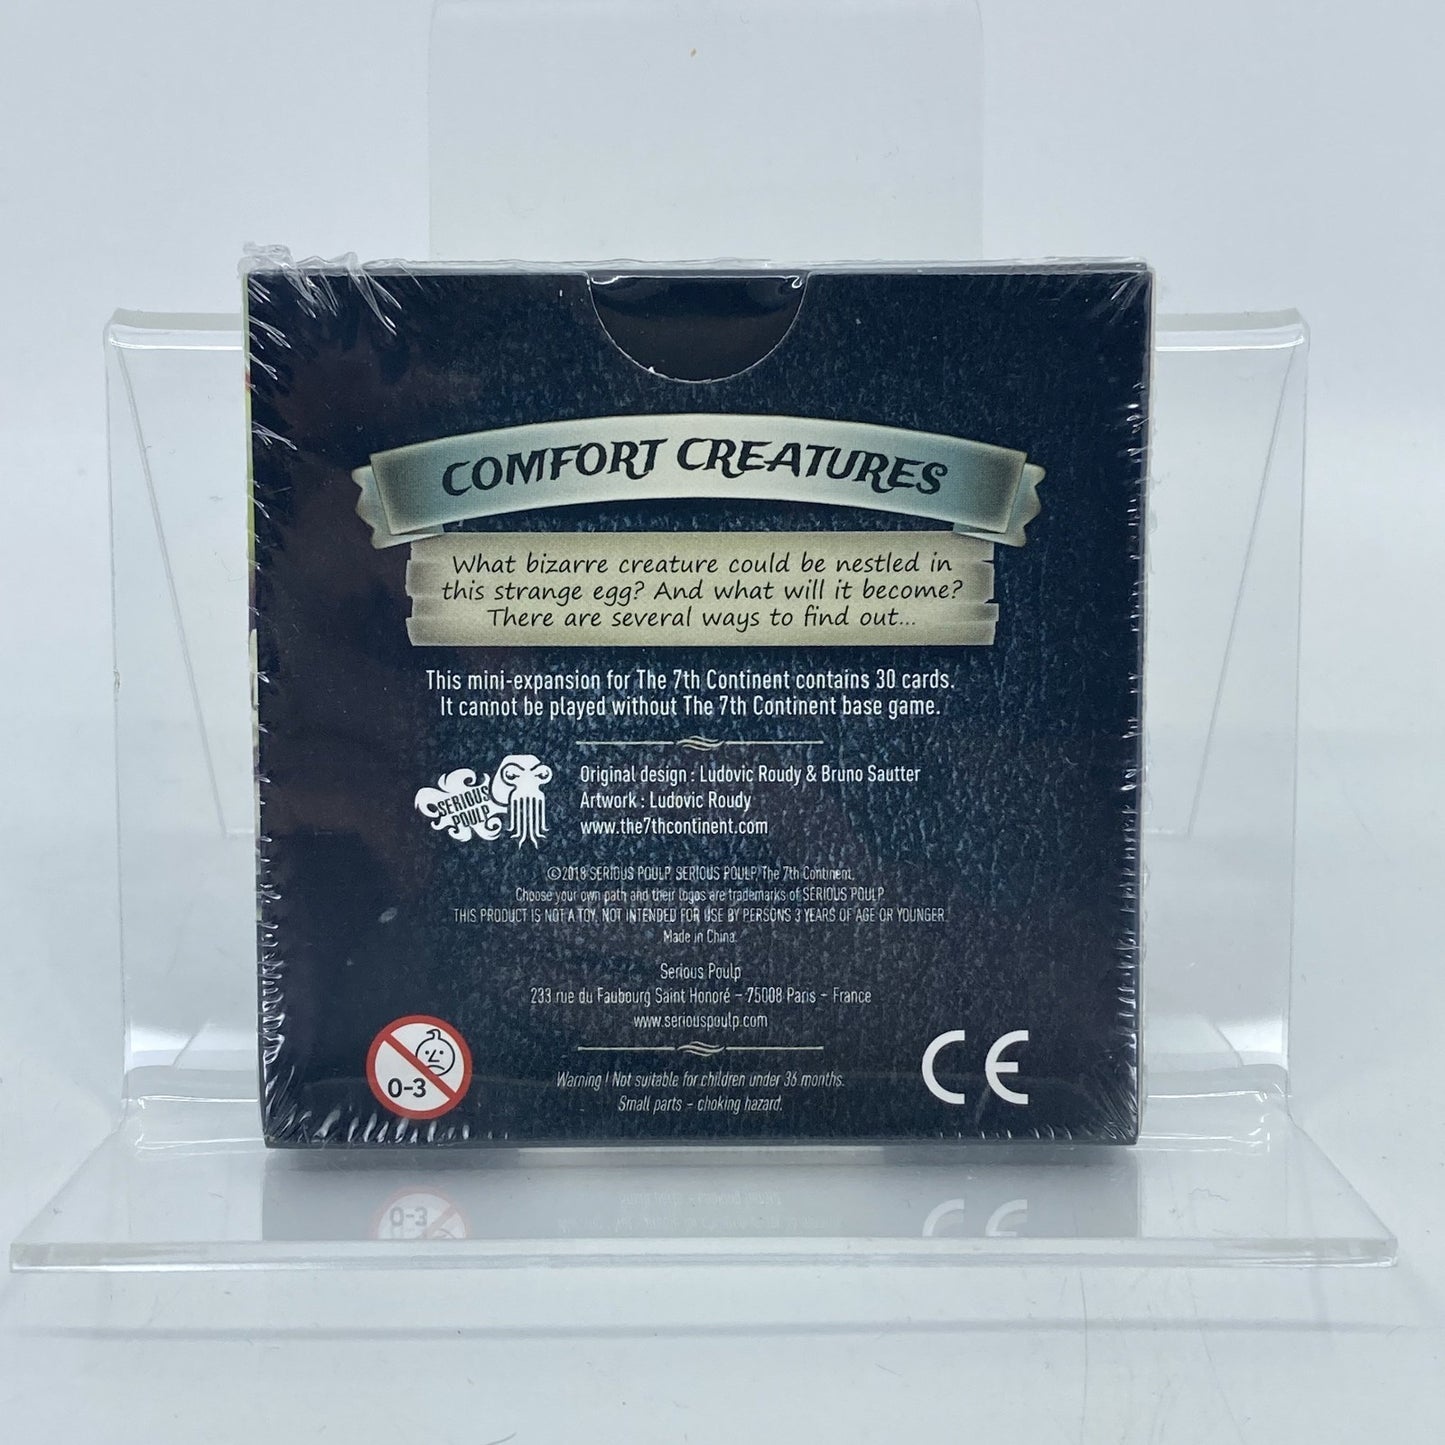 COMFORT CREATURES
What bizarre creature could be nestled in
this strange egg? And what will it become?
There are several ways to find out...
This mini-expansion for The 7th Continent contains 30 cards.
It cannot be played without The 7th Continent base game.
SERIOUS
POULP
Original design : Ludovic Roudy & Bruno Sautter
Artwork : Ludovic Roudy
www.the7thcontinent.com
©2018 SERIOUS POULP. SERIOUS POULP, The 7th Continent,
Choose your own path and their logos are trademarks of SERIOUS POULP.
THIS PRODUCT IS NOT A TOY. NOT INTENDED FOR USE BY PERSONS 3 YEARS OF AGE OR YOUNGER.
Made in China.
Serious Poulp
233 rue du Faubourg Saint Honoré – 75008 Paris – France
www.seriouspoulp.com
0-3
Warning ! Not suitable for children under 36 months.
Small parts – choking hazard.
CE